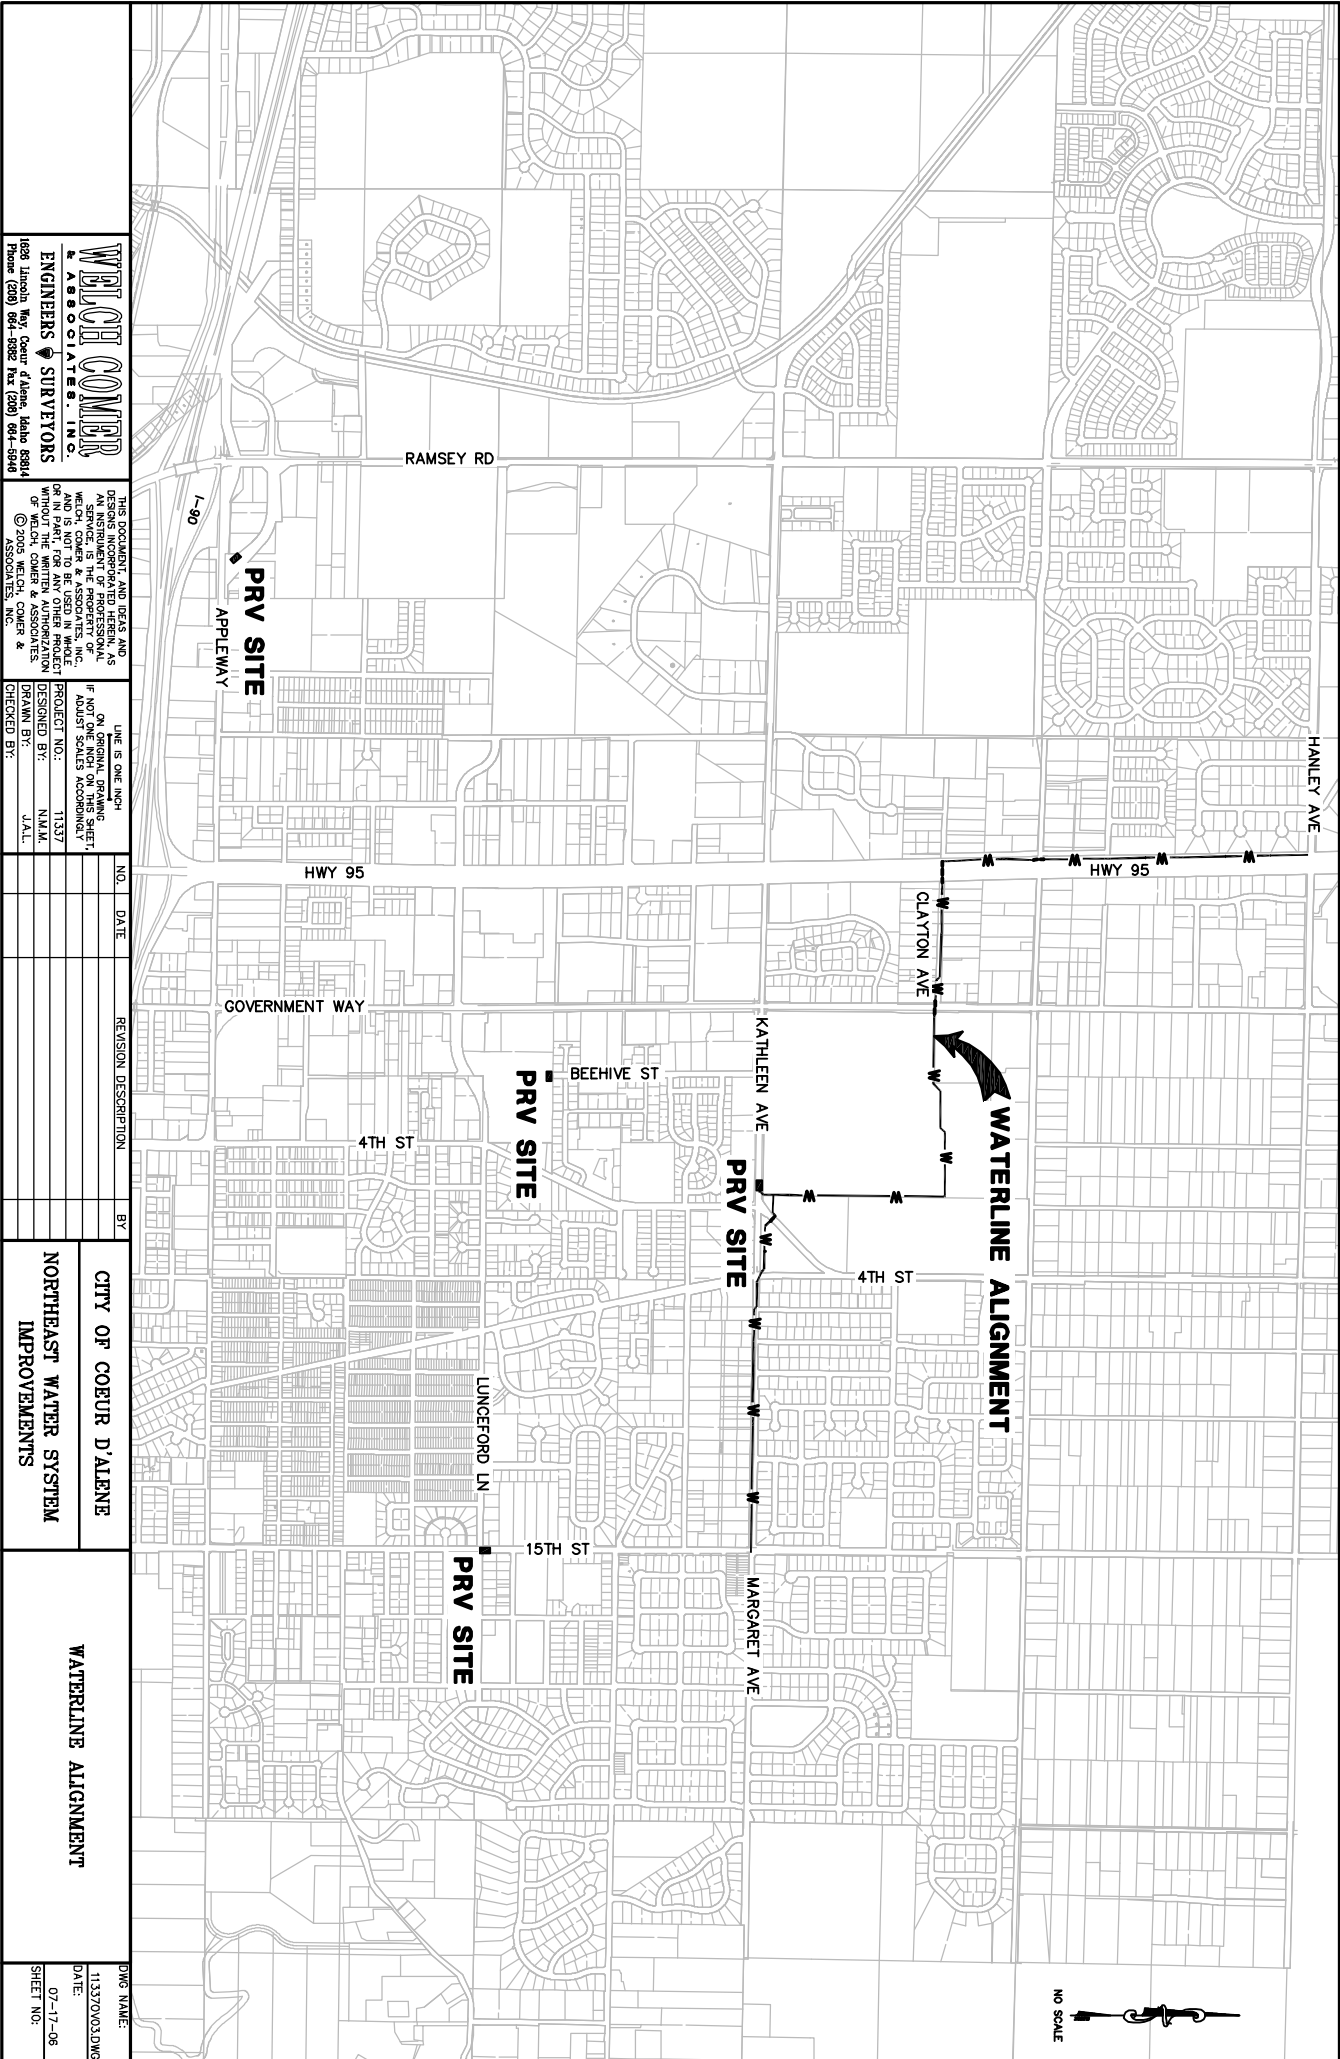 HANLEY AVE
HWY 95
CLAYTON AVE
WATERLINE ALIGNMENT
4TH ST
KATHLEEN AVE
PRV SITE
MARGARET AVE
RAMSEY RD
BEEHIVE ST
PRV SITE
15TH ST
LUNCEFORD LN
PRV SITE
4TH ST
HWY 95
GOVERNMENT WAY
PRV SITE
APPLEWAY
I-90
NO SCALE
WELCH COMER
& ASSOCIATES, INC.
ENGINEERS SURVEYORS
1626 Lincoln Way, Coeur d'Alene, Idaho 83814
Phone (208) 664-9382 Fax (208) 664-5946
THIS DOCUMENT, AND IDEAS AND
DESIGNS INCORPORATED HEREIN, AS
AN INSTRUMENT OF PROFESSIONAL
SERVICE, IS THE PROPERTY OF
WELCH, COMER & ASSOCIATES, INC.,
AND IS NOT TO BE USED IN WHOLE
OR IN PART, FOR ANY OTHER PROJECT
WITHOUT THE WRITTEN AUTHORIZATION
OF WELCH, COMER & ASSOCIATES.
© 2005 WELCH, COMER &
ASSOCIATES, INC.
LINE IS ONE INCH
ON ORIGINAL DRAWING
IF NOT ONE INCH ON THIS SHEET,
ADJUST SCALES ACCORDINGLY
PROJECT NO.: 11337
DESIGNED BY: N.M.M.
DRAWN BY: J.A.L.
CHECKED BY:
NO. DATE REVISION DESCRIPTION BY
CITY OF COEUR D'ALENE
NORTHEAST WATER SYSTEM
IMPROVEMENTS
WATERLINE ALIGNMENT
DWG NAME:
113370V03.DWG
DATE:
07-17-06
SHEET NO:
W
W
W
W
W
W
W
W
W
W
W
W
W
W